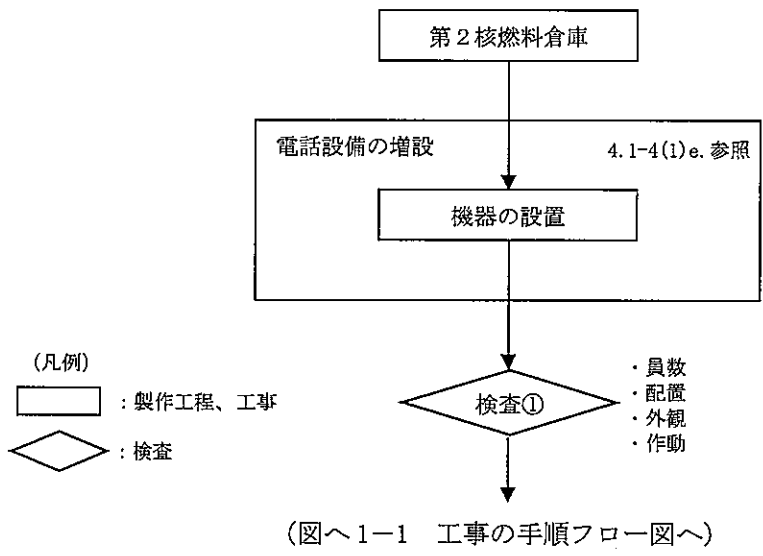 第2核燃料倉庫
電話設備の増設
4.1-4(1)e.参照
機器の設置
検査①
・員数
・配置
・外観
・作動
(凡例)
：製作工程、工事
：検査
(図へ1－1　工事の手順フロー図へ)